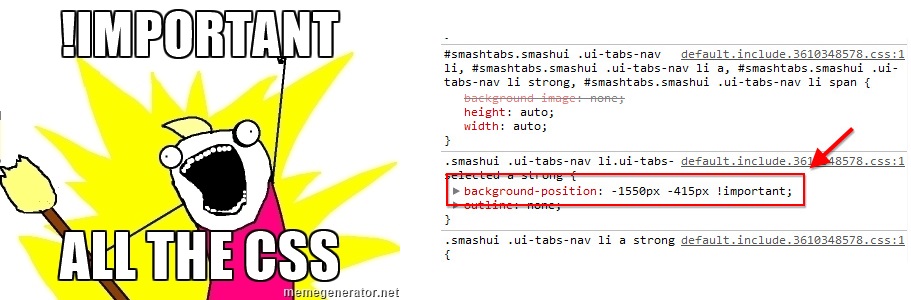 !IMPORTANT
ALL THE CSS
memegenerator.net
#smashtabs.smashui .ui-tabs-nav default.include.3610348578.css:1
li, #smashtabs.smashui .ui-tabs-nav li a, #smashtabs.smashui .ui-
tabs-nav li strong, #smashtabs.smashui .ui-tabs-nav li span {
background-image: none;
height: auto;
width: auto;
}
.smashui .ui-tabs-nav li.ui-tabs- default.include.3610348578.css:1
selected a strong {
background-position: -1550px -415px !important;
outline: none;
}
.smashui .ui-tabs-nav li a strong default.include.3610348578.css:1
{